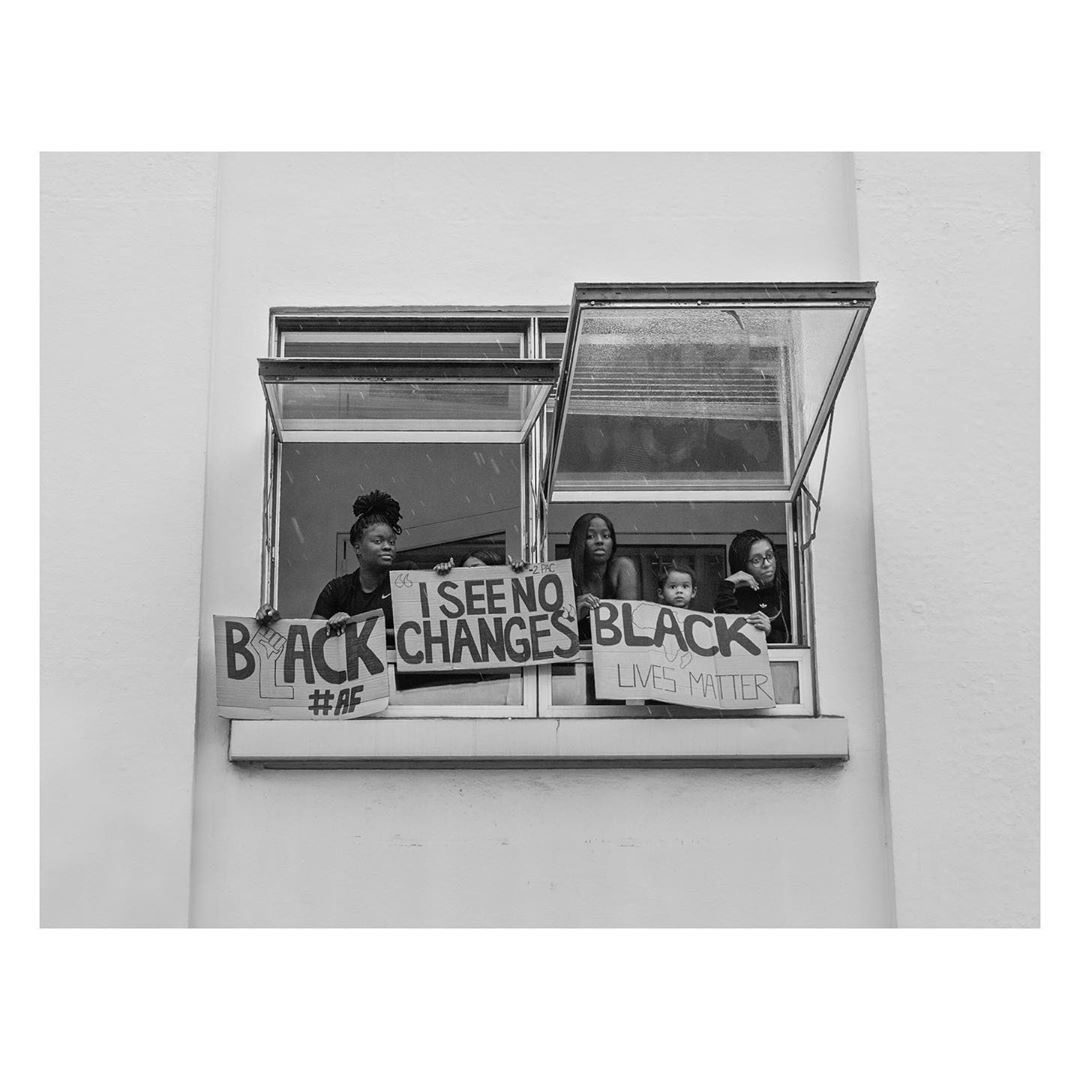 BLACK
#AF
“ I SEE NO
CHANGES”
-2 PAC
BLACK
LIVES MATTER